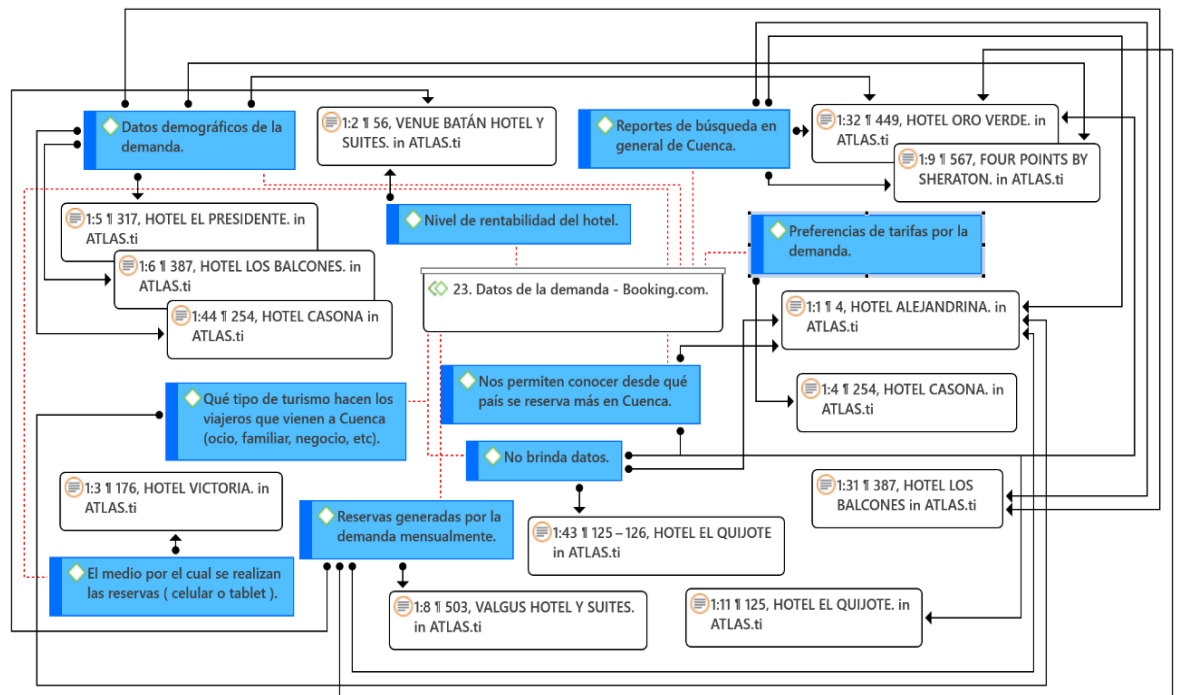 Datos demográficos de la
demanda.
1:2 ¶ 56, VENUE BATÁN HOTEL Y
SUITES. in ATLAS.ti
Reportes de búsqueda en
general de Cuenca.
1:32 ¶ 449, HOTEL ORO VERDE. in
ATLAS.ti
1:9 ¶ 567, FOUR POINTS BY
SHERATON. in ATLAS.ti
1:5 ¶ 317, HOTEL EL PRESIDENTE. in
ATLAS.ti
Nivel de rentabilidad del hotel.
Preferencias de tarifas por la
demanda.
1:6 ¶ 387, HOTEL LOS BALCONES. in
ATLAS.ti
23. Datos de la demanda - Booking.com.
1:44 ¶ 254, HOTEL CASONA in
ATLAS.ti
1:1 ¶ 4, HOTEL ALEJANDRINA. in
ATLAS.ti
Nos permiten conocer desde qué
país se reserva más en Cuenca.
1:4 ¶ 254, HOTEL CASONA. in
ATLAS.ti
Qué tipo de turismo hacen los
viajeros que vienen a Cuenca
(ocio, familiar, negocio, etc).
No brinda datos.
1:3 ¶ 176, HOTEL VICTORIA. in
ATLAS.ti
1:31 ¶ 387, HOTEL LOS
BALCONES in ATLAS.ti
Reservas generadas por la
demanda mensualmente.
1:43 ¶ 125 – 126, HOTEL EL QUIJOTE
in ATLAS.ti
El medio por el cual se realizan
las reservas ( celular o tablet ).
1:8 ¶ 503, VALGUS HOTEL Y SUITES.
in ATLAS.ti
1:11 ¶ 125, HOTEL EL QUIJOTE. in
ATLAS.ti